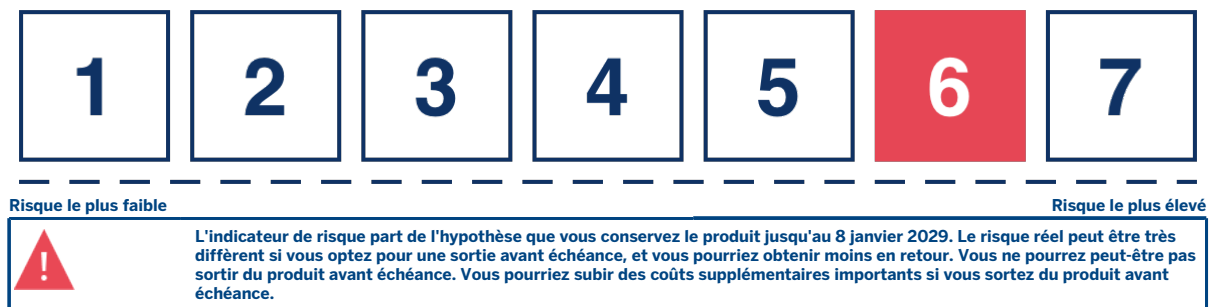 1 2 3 4 5 6 7
Risque le plus faible Risque le plus élevé
!
L'indicateur de risque part de l'hypothèse que vous conservez le produit jusqu'au 8 janvier 2029. Le risque réel peut être très
différent si vous optez pour une sortie avant échéance, et vous pourriez obtenir moins en retour. Vous ne pourrez peut-être pas
sortir du produit avant échéance. Vous pourriez subir des coûts supplémentaires importants si vous sortez du produit avant
échéance.